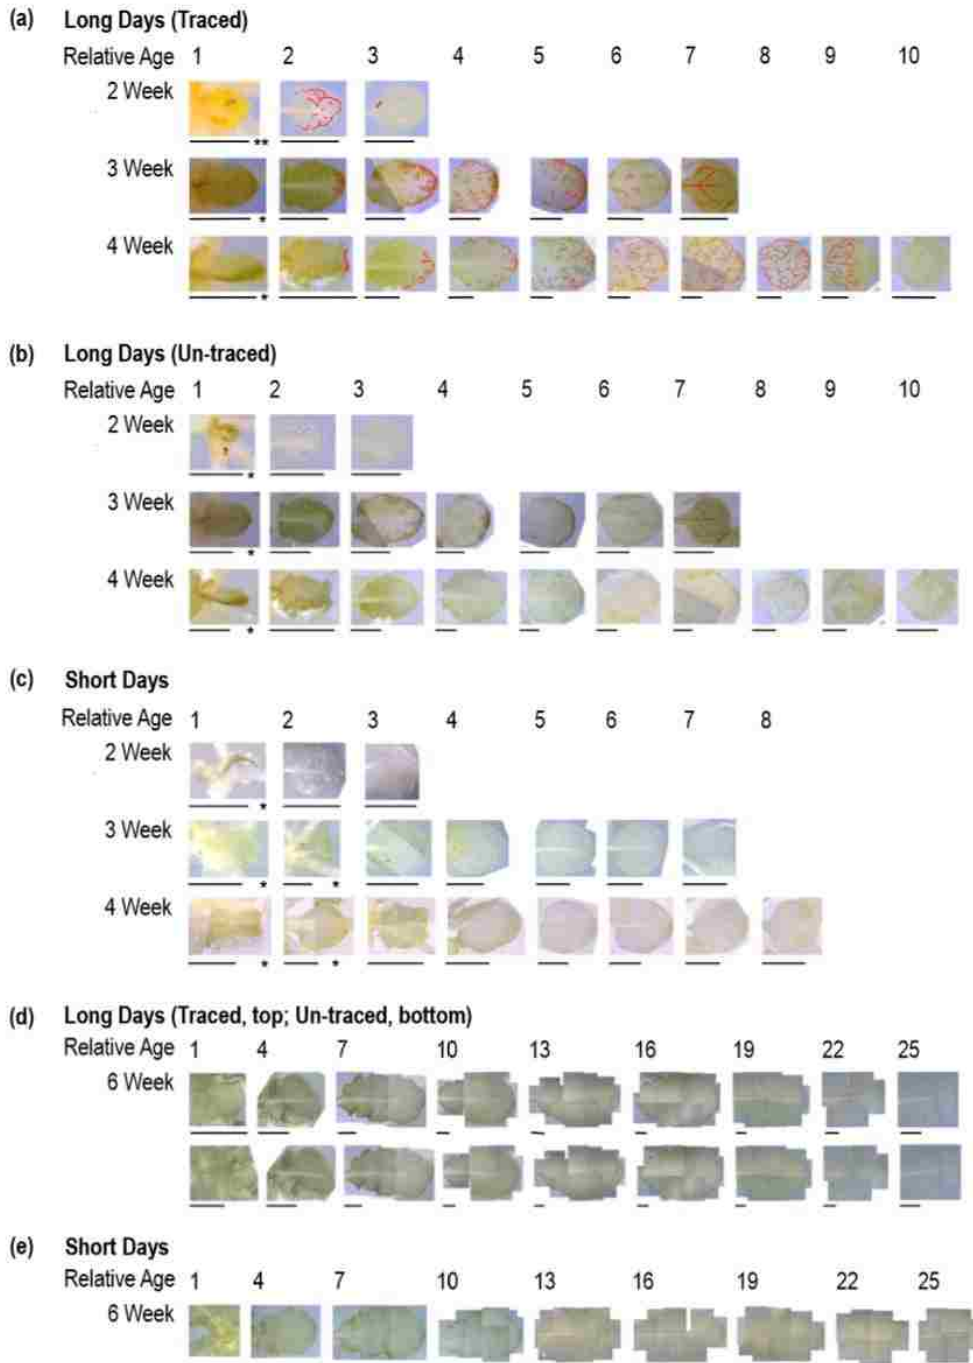 (a) Long Days (Traced)
Relative Age 1 2 3 4 5 6 7 8 9 10
2 Week
**
3 Week
*
4 Week
*
(b) Long Days (Un-traced)
Relative Age 1 2 3 4 5 6 7 8 9 10
2 Week
*
3 Week
*
4 Week
*
(c) Short Days
Relative Age 1 2 3 4 5 6 7 8
2 Week
*
3 Week
* *
4 Week
* *
(d) Long Days (Traced, top; Un-traced, bottom)
Relative Age 1 4 7 10 13 16 19 22 25
6 Week
(e) Short Days
Relative Age 1 4 7 10 13 16 19 22 25
6 Week